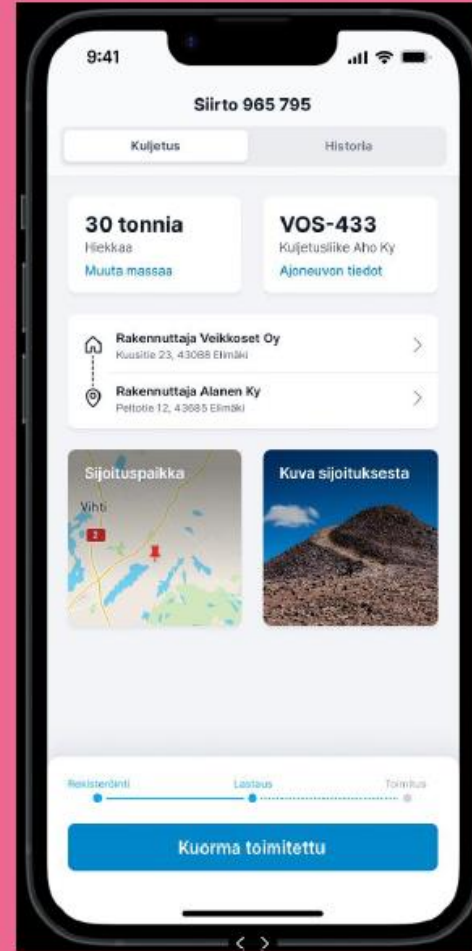 9:41
Siirto 965 795
Kuljetus
Historia
30 tonnia
Hiekkaa
Muuta massaa
VOS-433
Kuljetusliike Aho Ky
Ajoneuvon tiedot
Rakennuttaja Veikkoset Oy
Kuusitie 23, 43088 Elimäki
Rakennuttaja Alanen Ky
Peltotie 12, 43685 Elimäki
Sijoituspaikka
Vihti
2
Kuva sijoituksesta
Rekisteröinti
Lastaus
Toimitus
Kuorma toimitettu